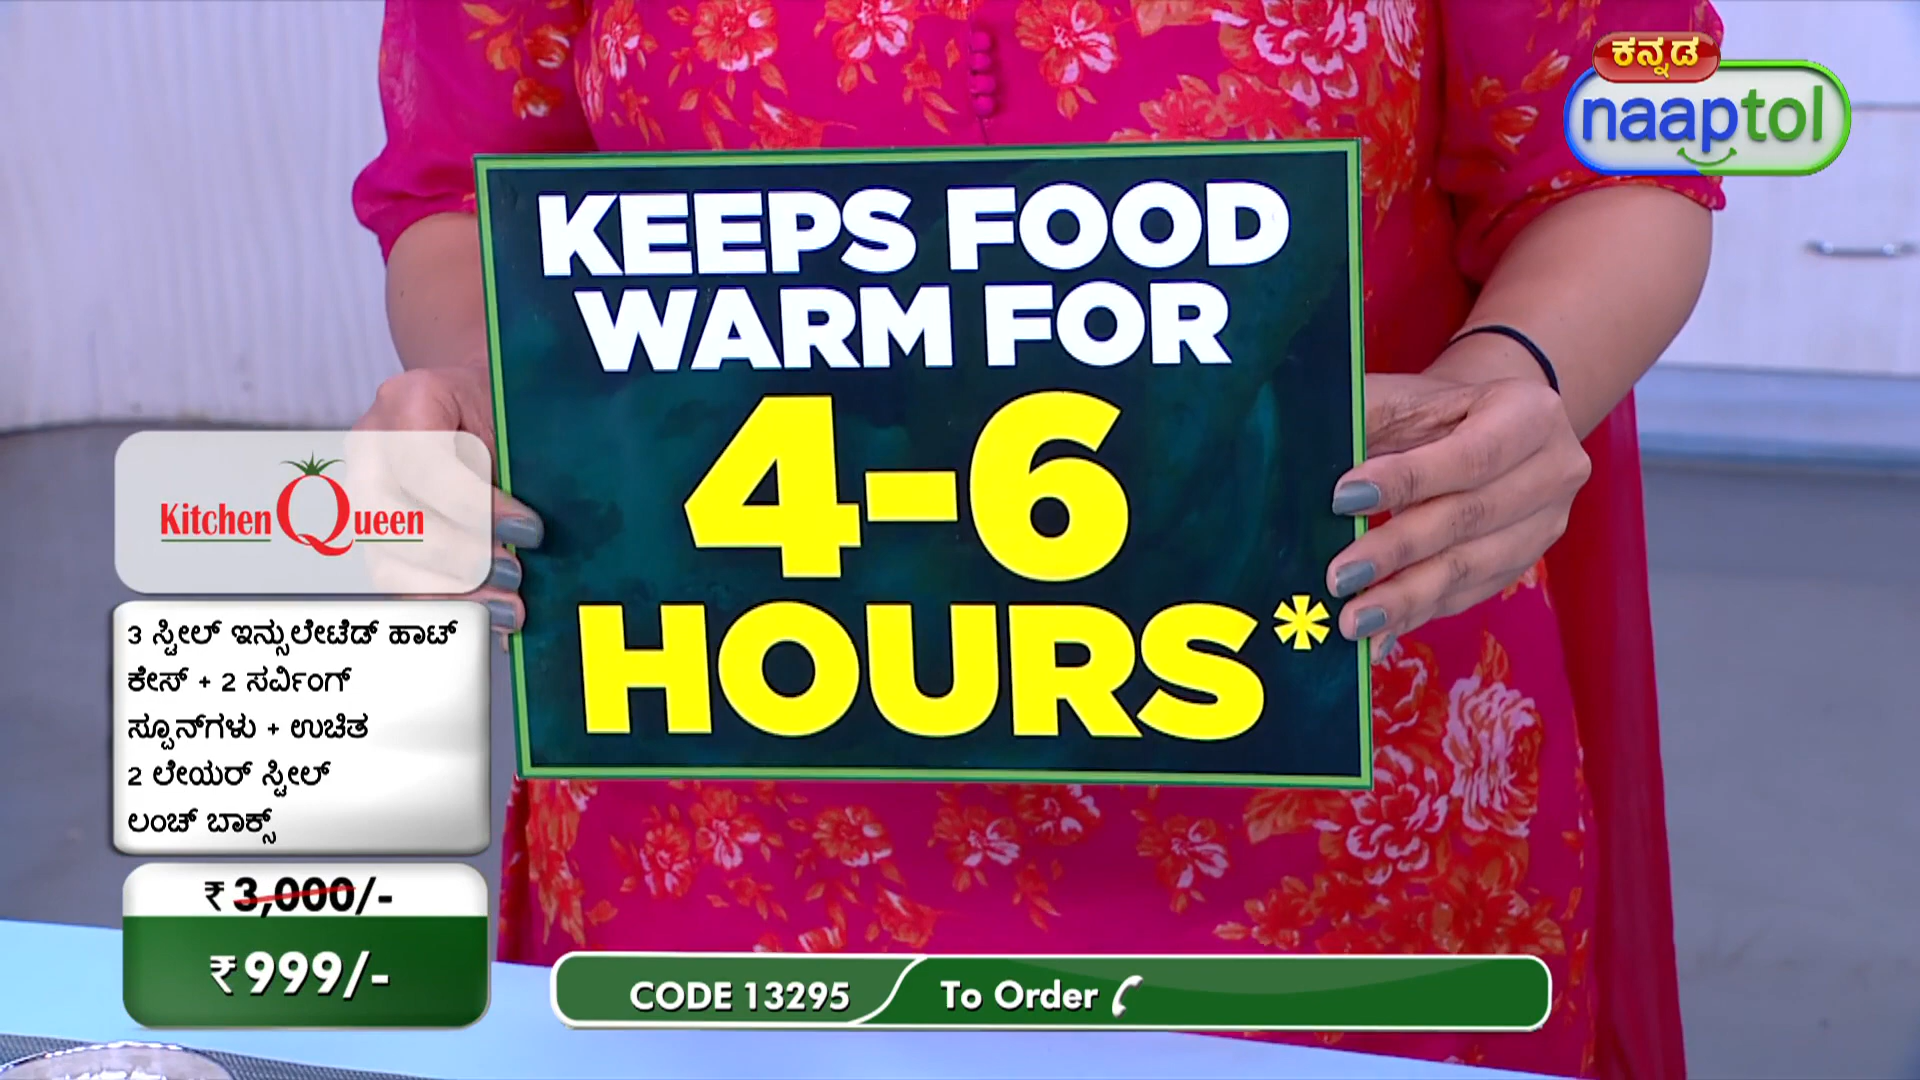 ಕನ್ನಡ
naaptol
KEEPS FOOD
WARM FOR
4-6
HOURS*
Kitchen Queen
3 ಸ್ಟೀಲ್ ಇನ್ಸುಲೇಟೆಡ್ ಹಾಟ್
ಕೇಸ್ + 2 ಸರ್ವಿಂಗ್
ಸ್ಪೂನ್‌ಗಳು + ಉಚಿತ
2 ಲೇಯರ್ ಸ್ಟೀಲ್
ಲಂಚ್ ಬಾಕ್ಸ್
₹ 3,000/-
₹999/-
CODE 13295 To Order